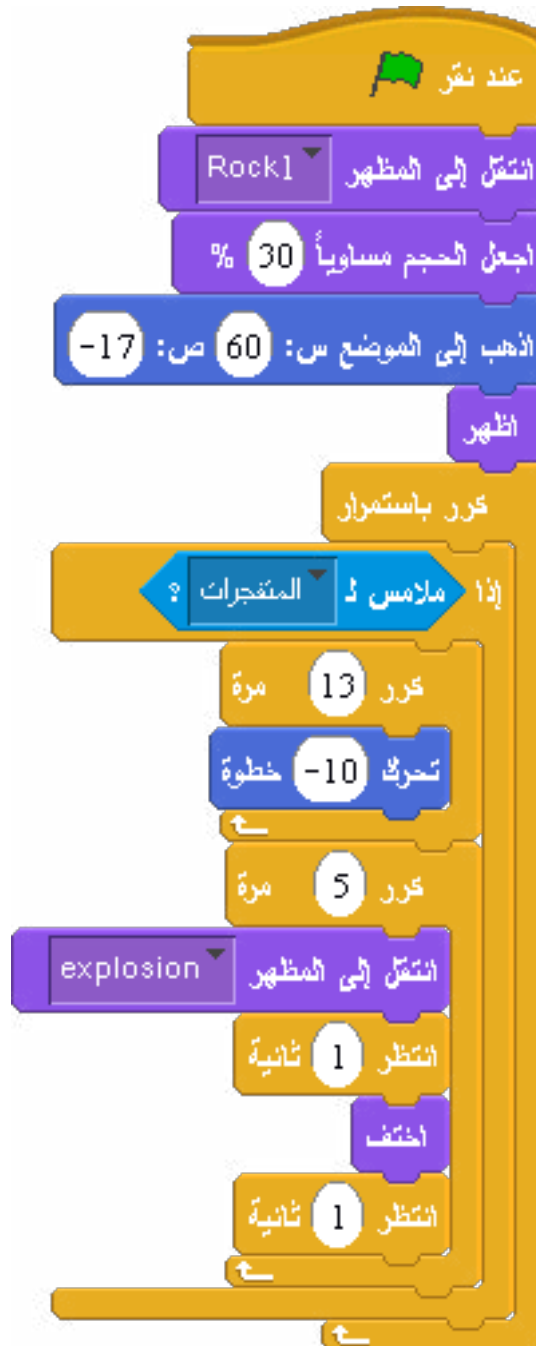 عند نقر
انتقل إلى المظهر Rock1
اجعل الحجم مساوياً 30 %
اذهب إلى الموضع س: 60 ص: -17
اظهر
كرر باستمرار
إذا ملامس لـ المتفجرات ؟
كرر 13 مرة
تحرك -10 خطوة
كرر 5 مرة
انتقل إلى المظهر explosion
انتظر 1 ثانية
اختف
انتظر 1 ثانية